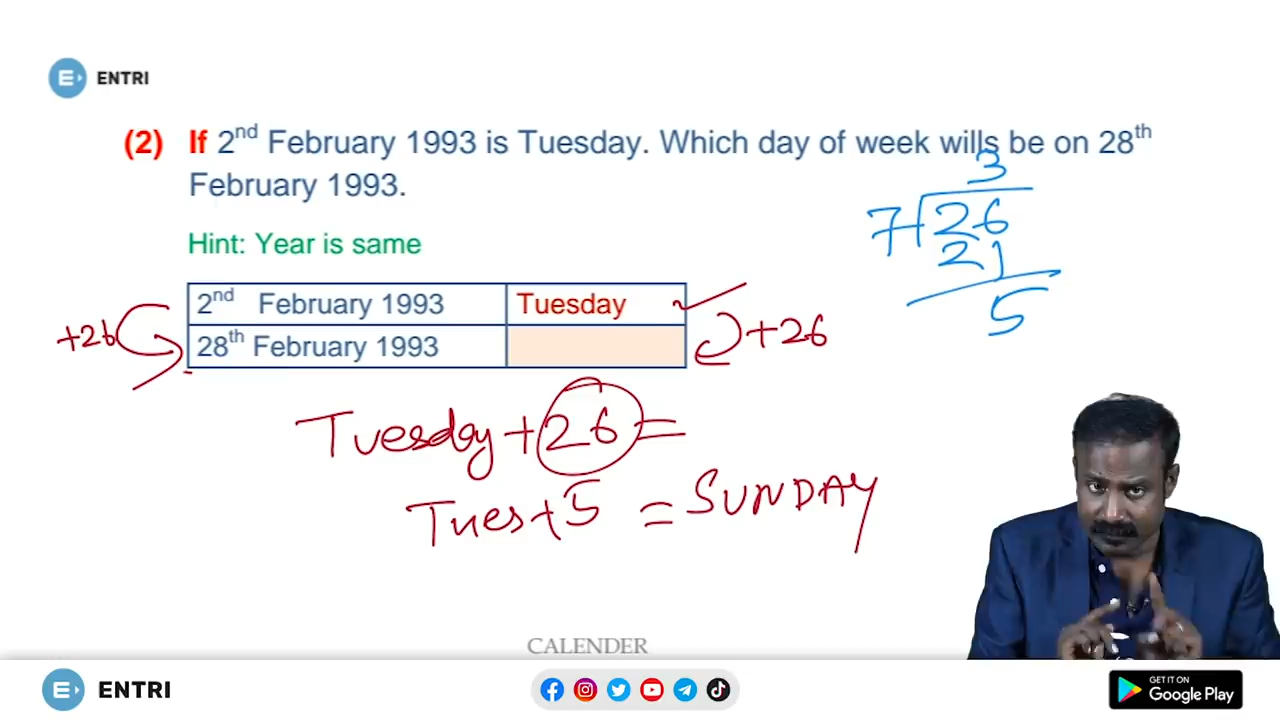 ENTRI
(2) If 2nd February 1993 is Tuesday. Which day of week wills be on 28th
February 1993.
3
7 26
21
5
Hint: Year is same
2nd February 1993 Tuesday
+26 28th February 1993 +26
Tuesday + 26 =
Tues + 5 = SUNDAY
CALENDER
ENTRI
GET IT ON
Google Play